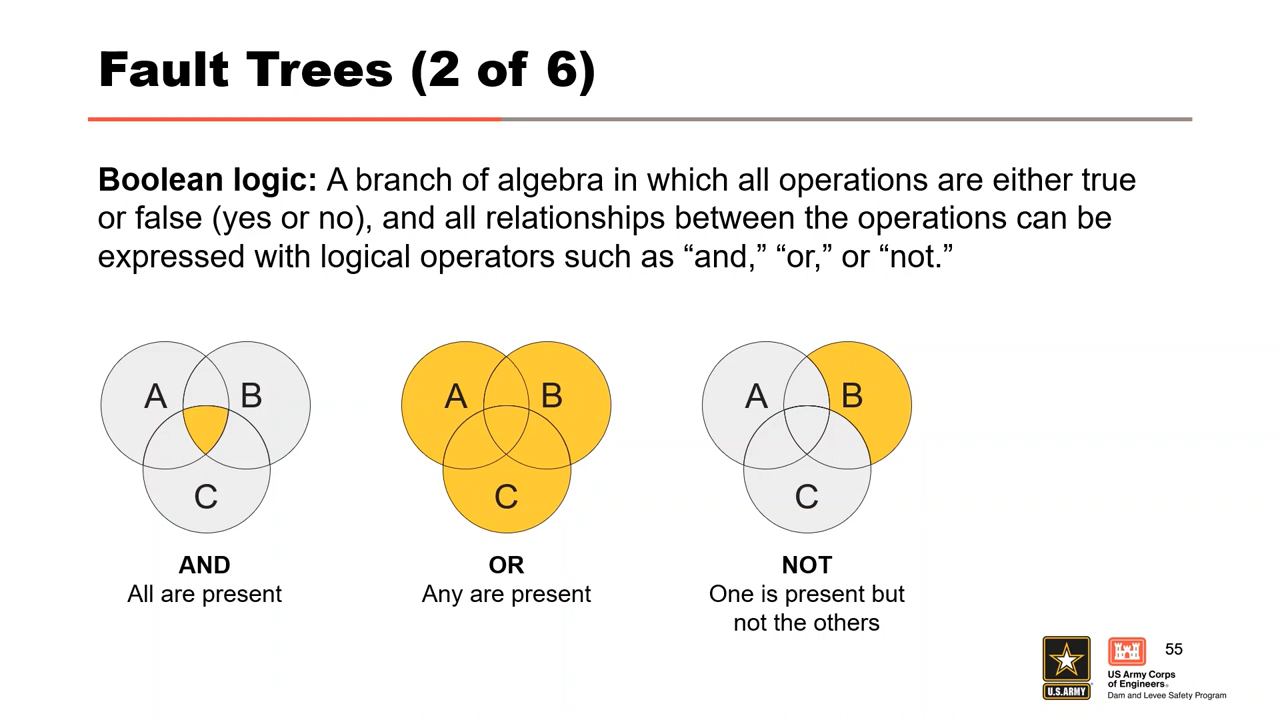 Fault Trees (2 of 6)
Boolean logic: A branch of algebra in which all operations are either true
or false (yes or no), and all relationships between the operations can be
expressed with logical operators such as “and,” “or,” or “not.”
A B
C
AND
All are present
A B
C
OR
Any are present
A B
C
NOT
One is present but
not the others
U.S.ARMY
US Army Corps
of Engineers®
Dam and Levee Safety Program
55